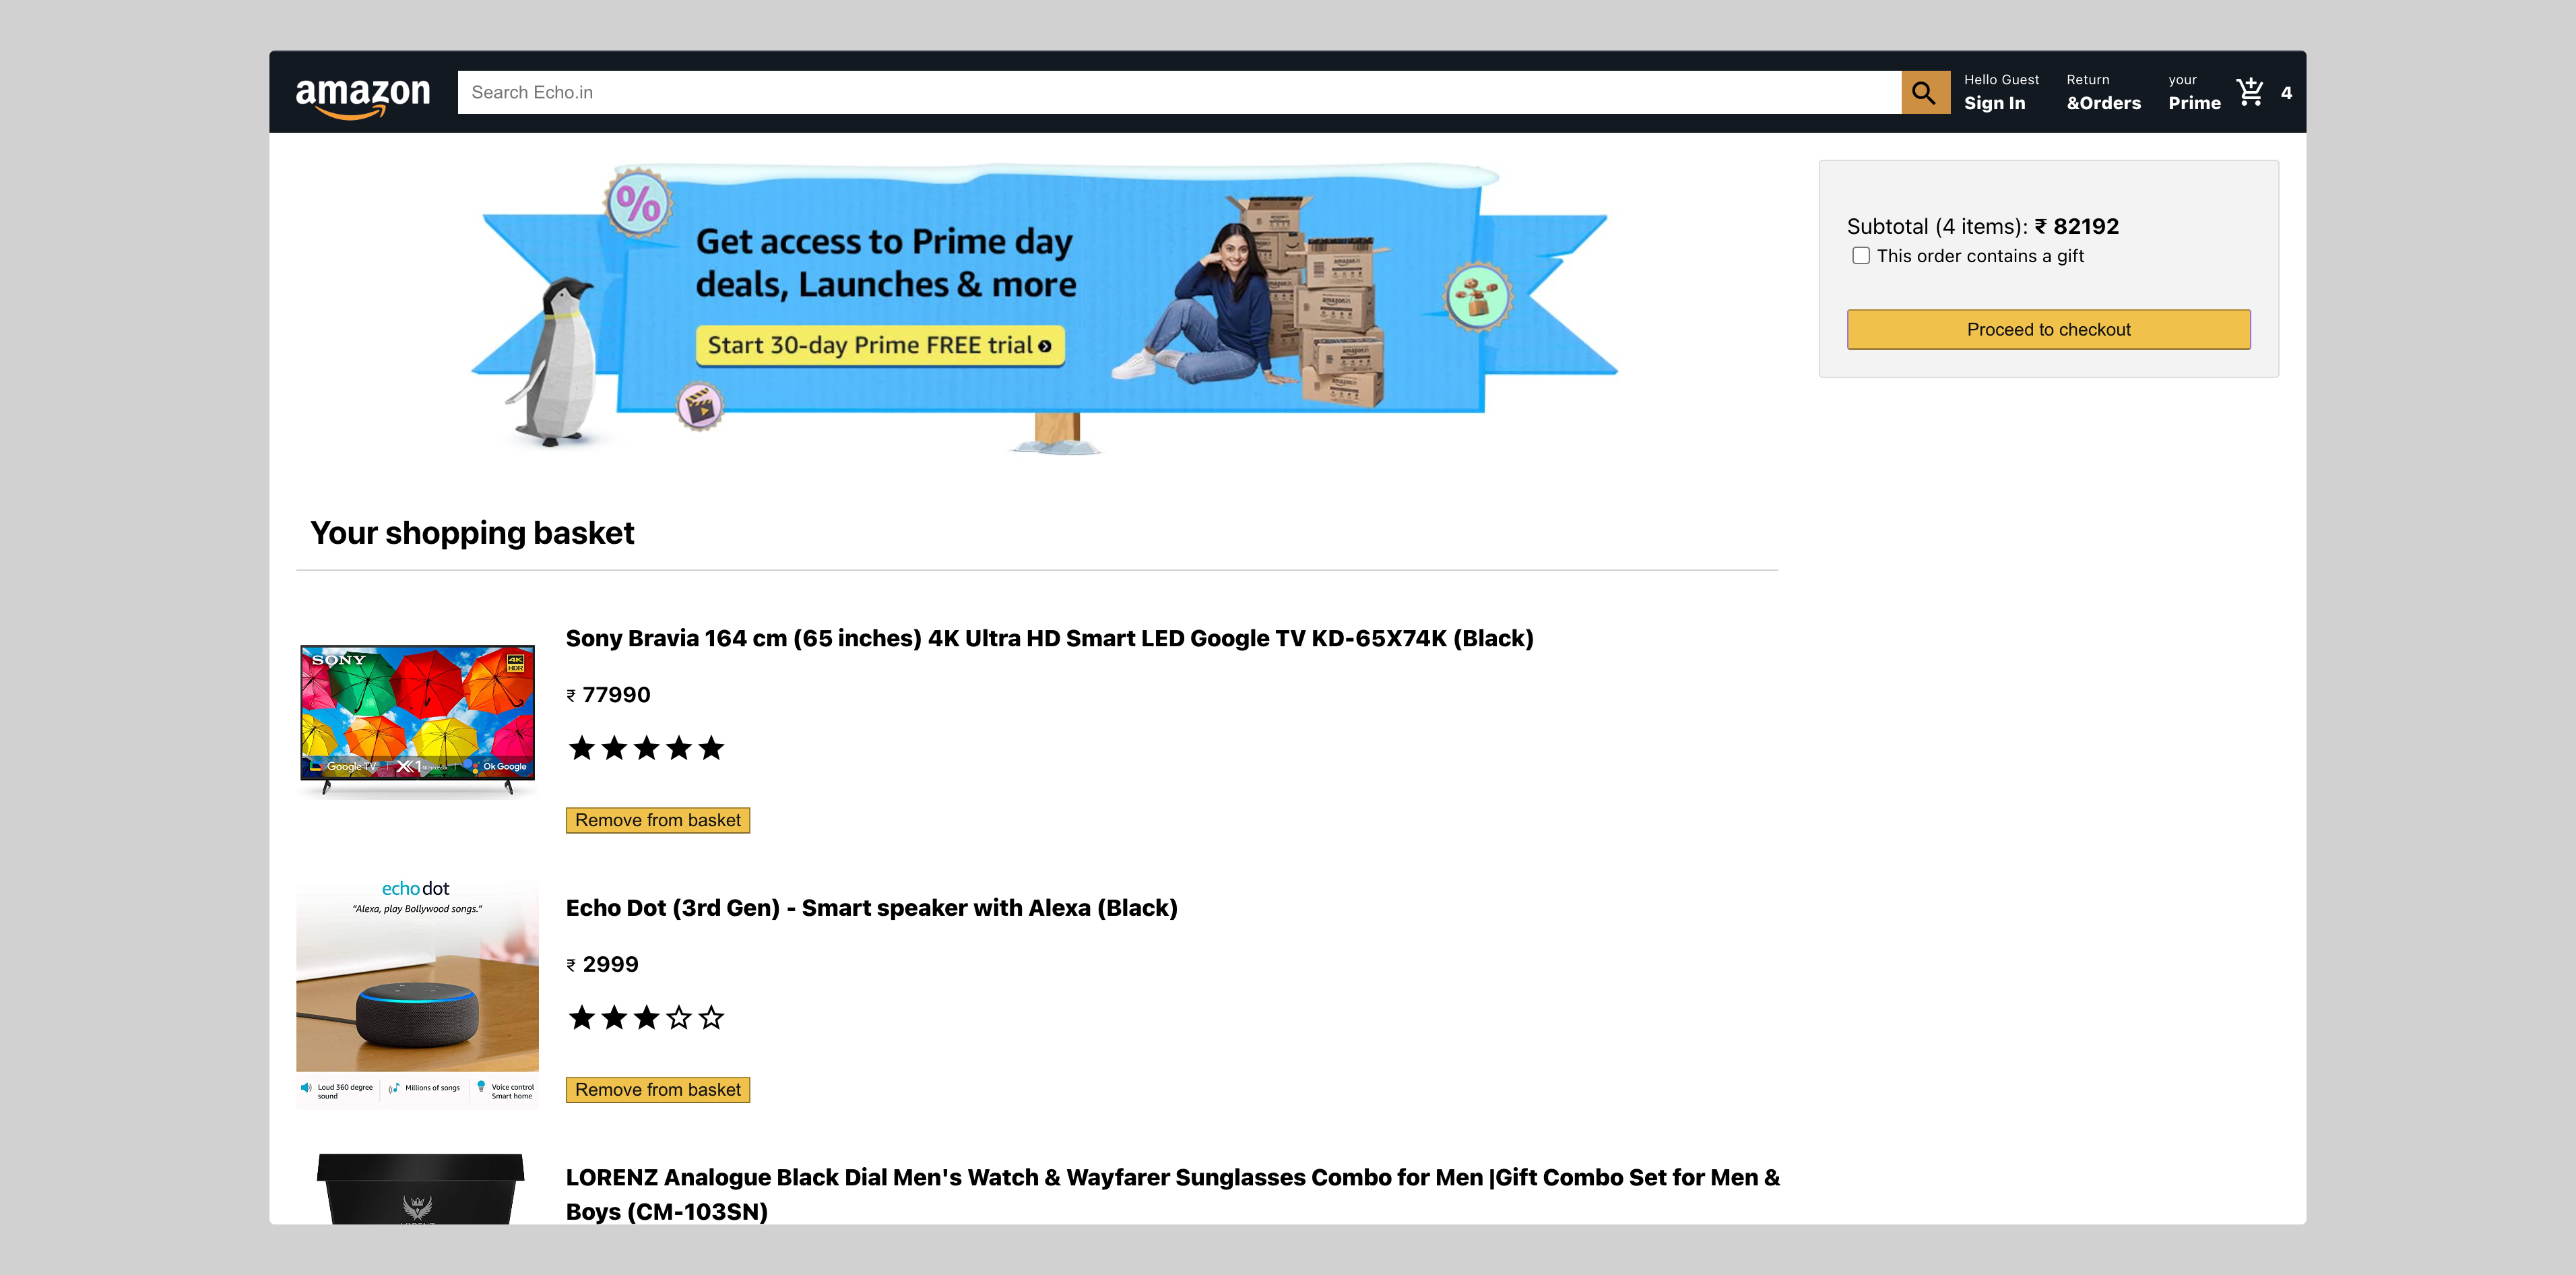 amazon
Search Echo.in
Hello Guest
Sign In
Return
&Orders
your
Prime
4
%
Get access to Prime day
deals, Launches & more
Start 30-day Prime FREE trial
Subtotal (4 items): ₹ 82192
This order contains a gift
Proceed to checkout
Your shopping basket
Sony Bravia 164 cm (65 inches) 4K Ultra HD Smart LED Google TV KD-65X74K (Black)
SONY
4K
HDR
Google TV
X1
Ok Google
₹ 77990
Remove from basket
echo dot
"Alexa, play Bollywood songs."
Loud 360 degree
sound
Millions of songs
Voice control
Smart home
Echo Dot (3rd Gen) - Smart speaker with Alexa (Black)
₹ 2999
Remove from basket
LORENZ Analogue Black Dial Men's Watch & Wayfarer Sunglasses Combo for Men |Gift Combo Set for Men &
Boys (CM-103SN)